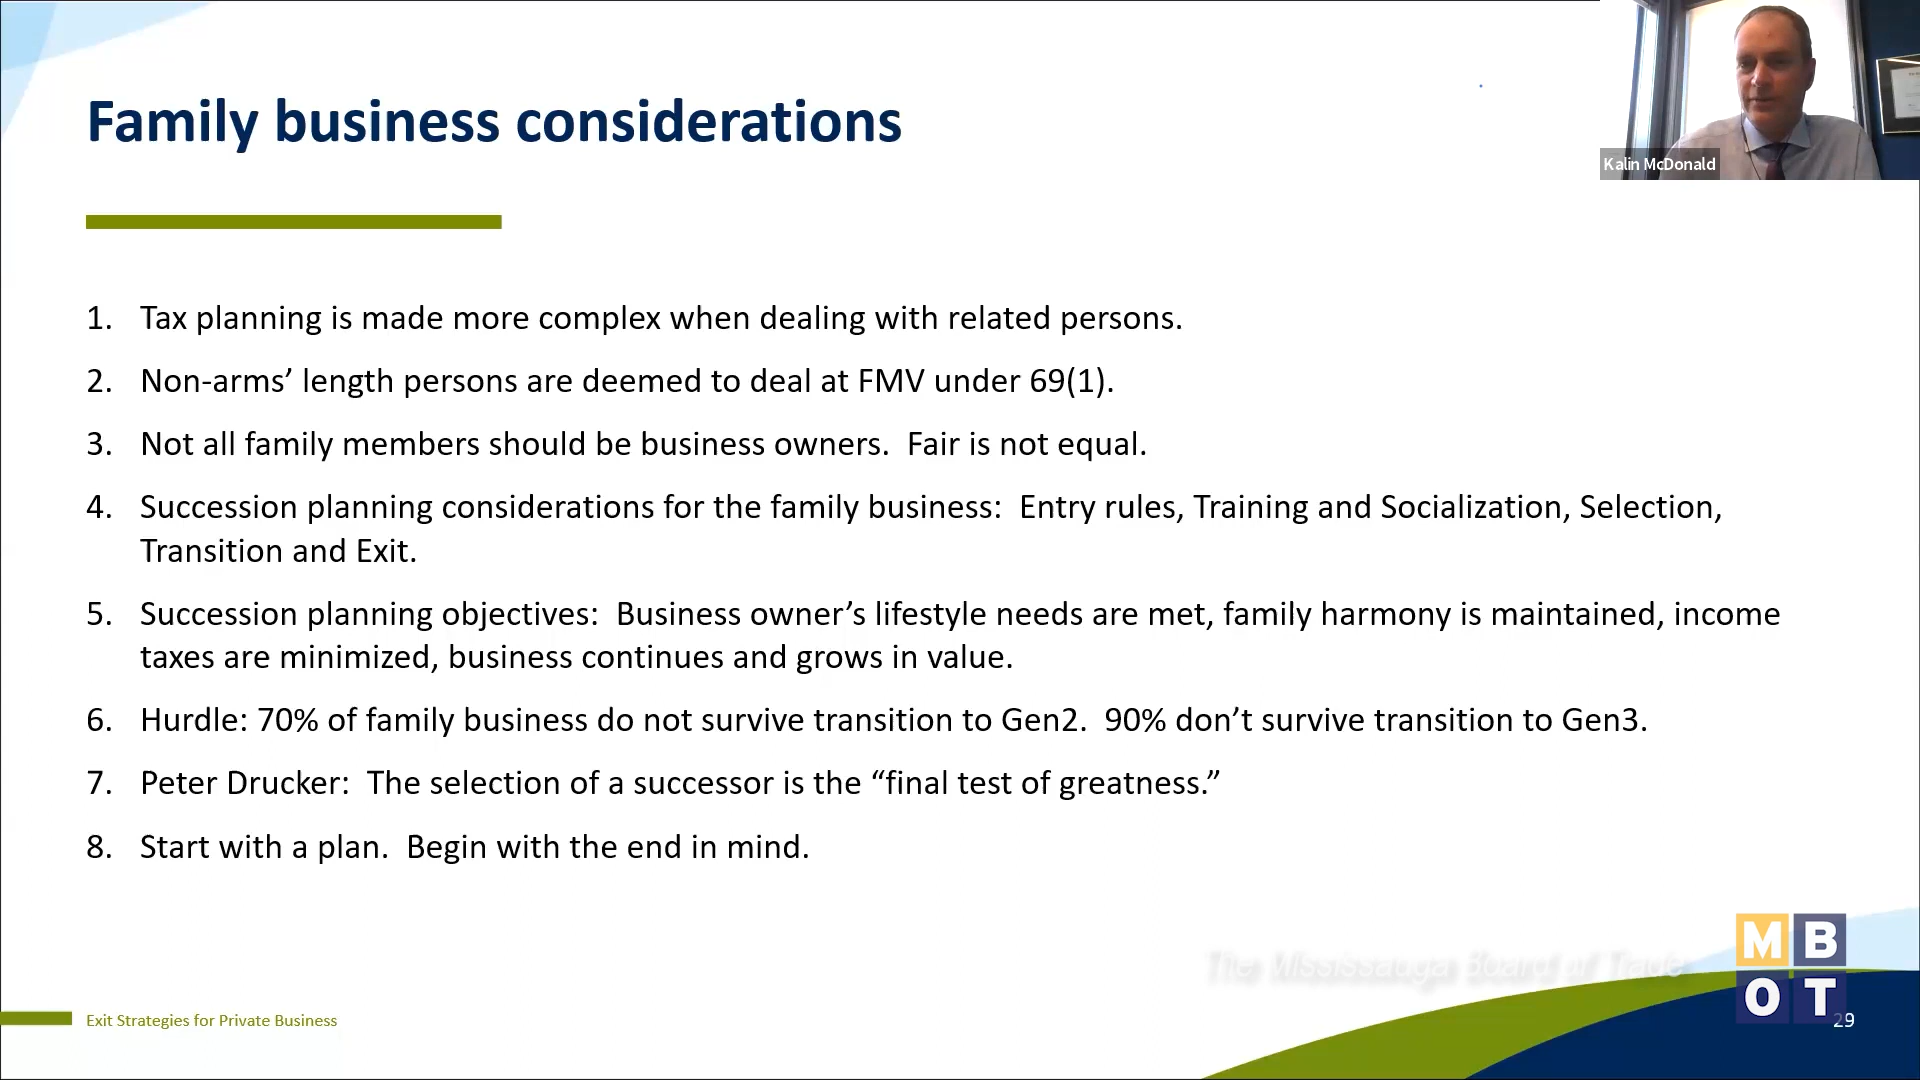 Family business considerations
Kalin McDonald
1. Tax planning is made more complex when dealing with related persons.
2. Non-arms’ length persons are deemed to deal at FMV under 69(1).
3. Not all family members should be business owners.  Fair is not equal.
4. Succession planning considerations for the family business:  Entry rules, Training and Socialization, Selection,
Transition and Exit.
5. Succession planning objectives:  Business owner’s lifestyle needs are met, family harmony is maintained, income
taxes are minimized, business continues and grows in value.
6. Hurdle: 70% of family business do not survive transition to Gen2.  90% don’t survive transition to Gen3.
7. Peter Drucker:  The selection of a successor is the “final test of greatness.”
8. Start with a plan.  Begin with the end in mind.
The Mississauga Board of Trade
M B
O T
Exit Strategies for Private Business
29